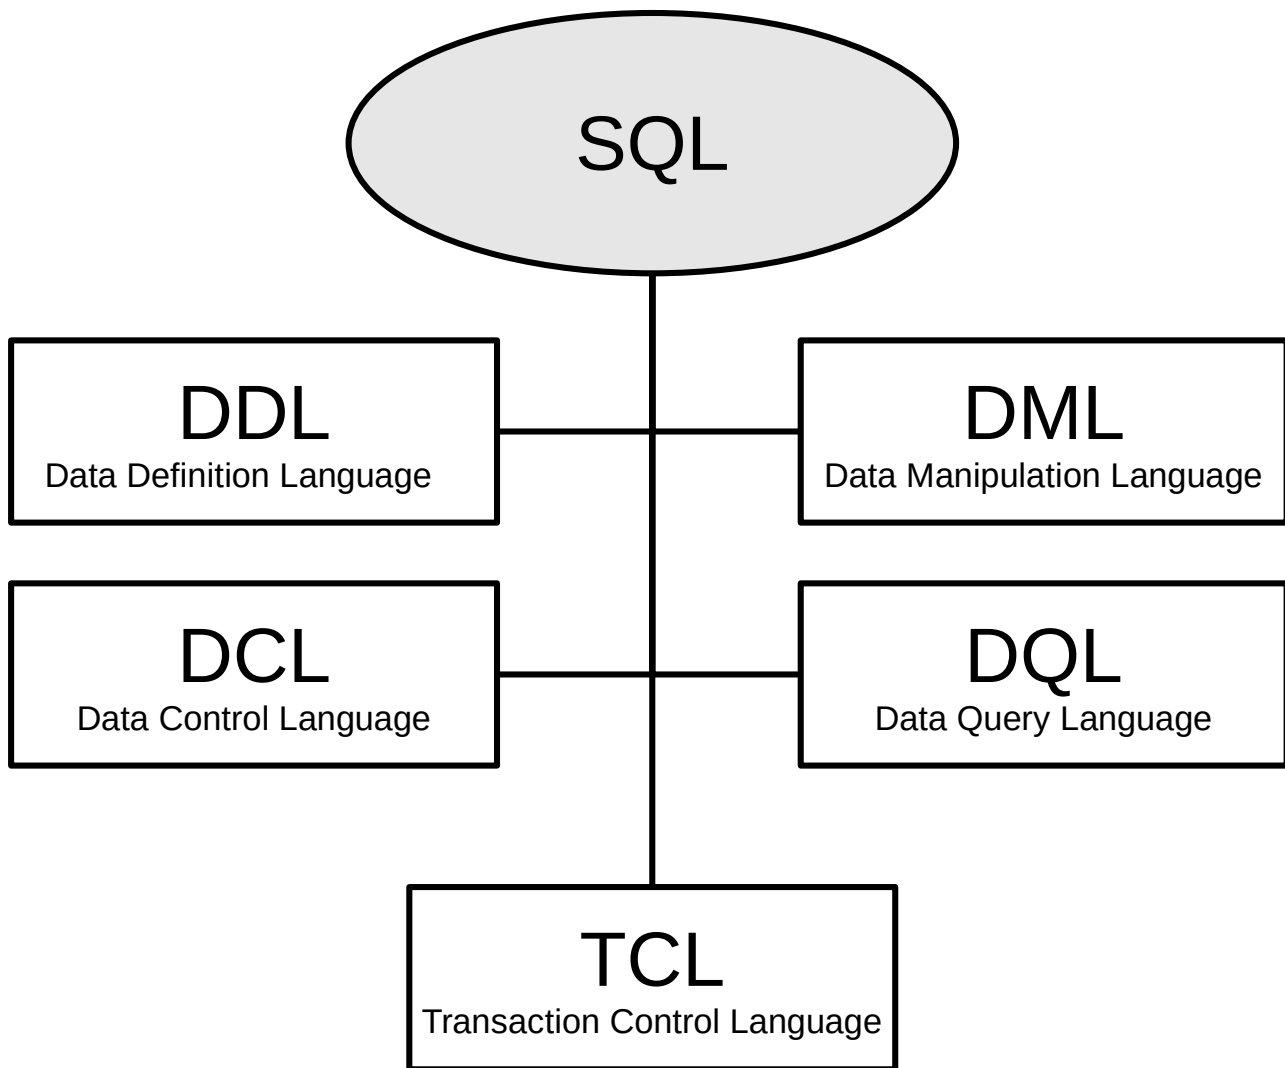 SQL
DDL
Data Definition Language
DML
Data Manipulation Language
DCL
Data Control Language
DQL
Data Query Language
TCL
Transaction Control Language